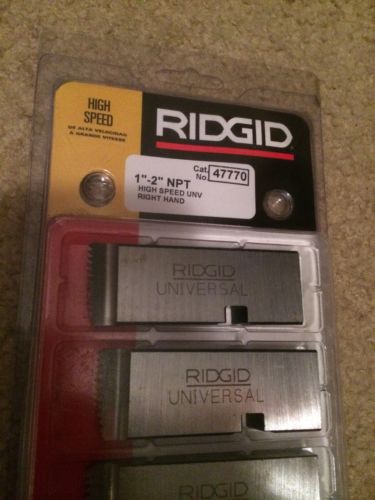 HIGH
SPEED
DE ALTA VELOCIDAD
A GRANDE VITESSE
RIDGID
Cat.
No. 47770
1"-2" NPT
HIGH SPEED UNV
RIGHT HAND
RIDGID
UNIVERSAL
RIDGID
UNIVERSAL
RIDGID